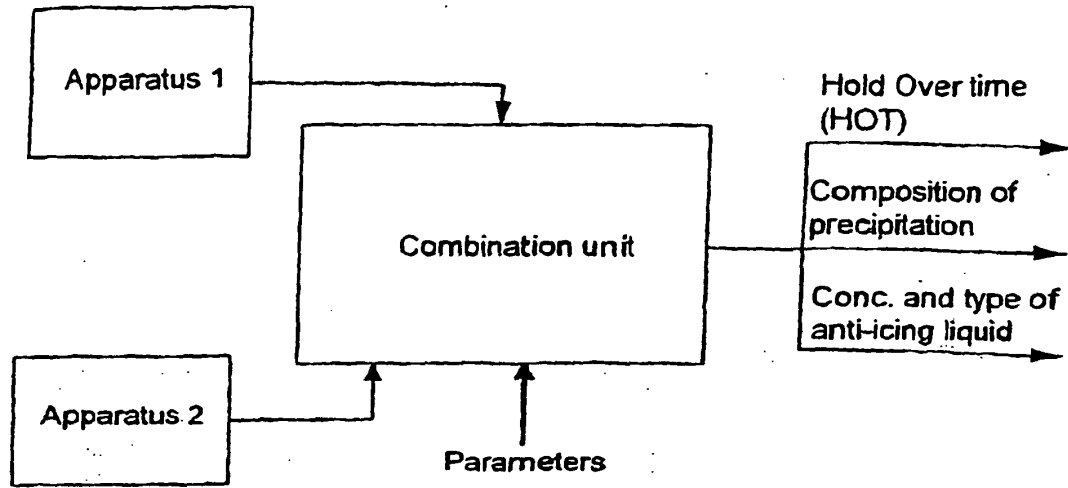 Apparatus 1
Hold Over time
(HOT)
Composition of
precipitation
Combination unit
Conc. and type of
anti-icing liquid
Apparatus 2
Parameters